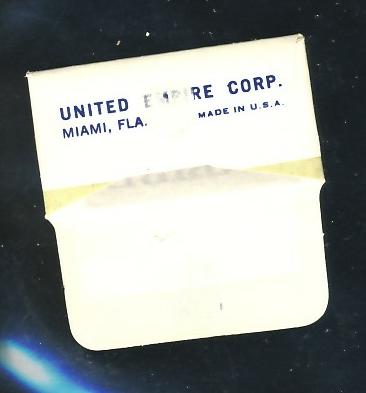 UNITED EMPIRE CORP.
MIAMI, FLA.
MADE IN U.S.A.